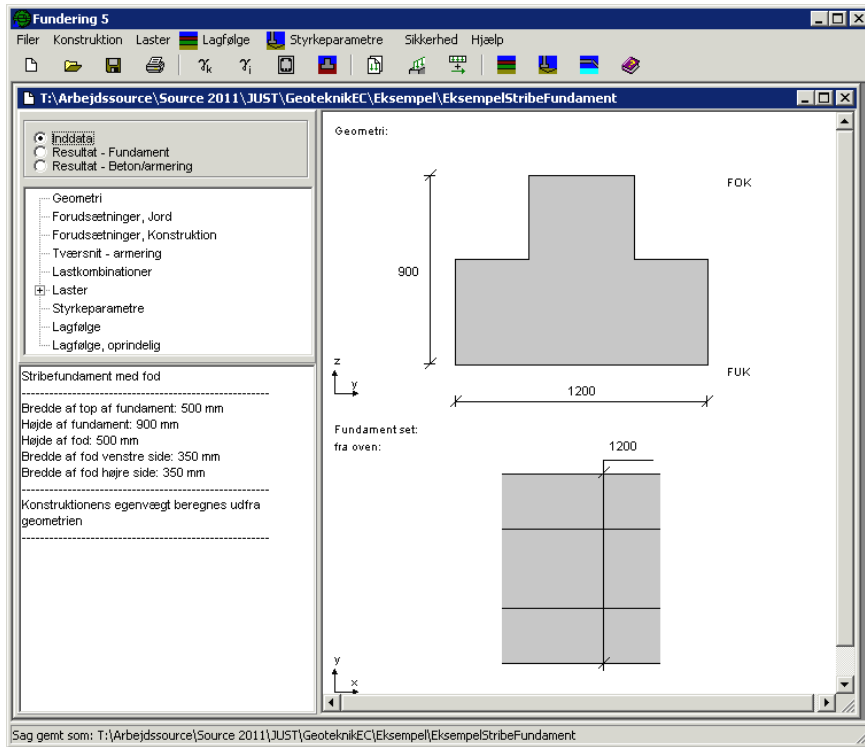 Fundering 5
Filer Konstruktion Laster Lagfølge Styrkeparametre Sikkerhed Hjælp
γk γi
T:\Arbejdssource\Source 2011\JUST\GeoteknikEC\Eksempel\EksempelStribeFundament
Inddata
Resultat - Fundament
Resultat - Beton/armering
Geometri
Forudsætninger, Jord
Forudsætninger, Konstruktion
Tværsnit - armering
Lastkombinationer
Laster
Styrkeparametre
Lagfølge
Lagfølge, oprindelig
Stribefundament med fod
Bredde af top af fundament: 500 mm
Højde af fundament: 900 mm
Højde af fod: 500 mm
Bredde af fod venstre side: 350 mm
Bredde af fod højre side: 350 mm
Konstruktionens egenvægt beregnes udfra
geometrien
Geometri:
FOK
900
z
y
FUK
1200
Fundament set:
fra oven:
1200
y
x
Sag gemt som: T:\Arbejdssource\Source 2011\JUST\GeoteknikEC\Eksempel\EksempelStribeFundament